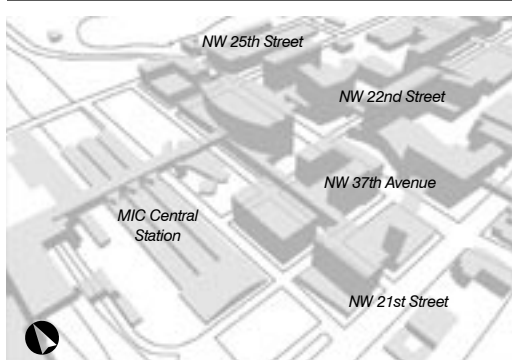 NW 25th Street
NW 22nd Street
NW 37th Avenue
MIC Central
Station
NW 21st Street